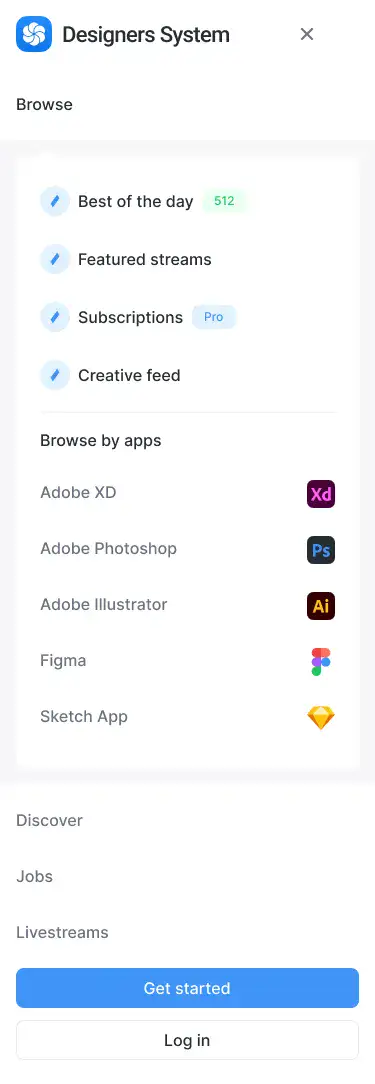 Designers System
Browse
Best of the day 512
Featured streams
Subscriptions Pro
Creative feed
Browse by apps
Adobe XD Xd
Adobe Photoshop Ps
Adobe Illustrator Ai
Figma
Sketch App
Discover
Jobs
Livestreams
Get started
Log in